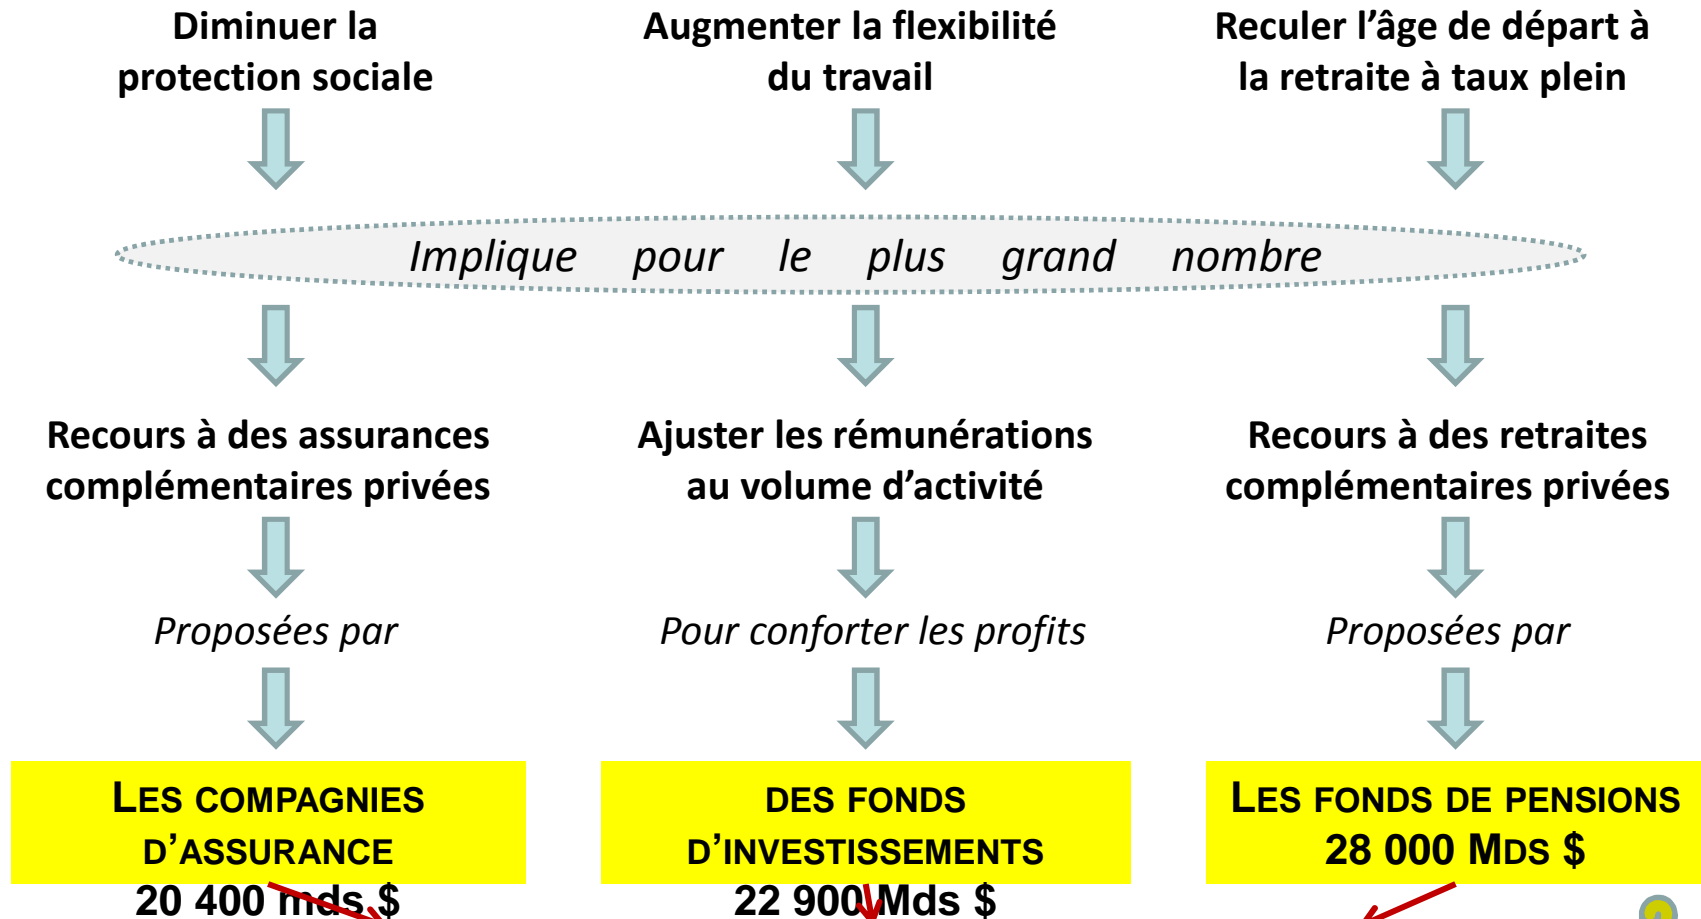 Diminuer la
protection sociale
Augmenter la flexibilité
du travail
Reculer l’âge de départ à
la retraite à taux plein
Implique pour le plus grand nombre
Recours à des assurances
complémentaires privées
Ajuster les rémunérations
au volume d’activité
Recours à des retraites
complémentaires privées
Proposées par
Pour conforter les profits
Proposées par
LES COMPAGNIES
D’ASSURANCE
20 400 mds $
DES FONDS
D’INVESTISSEMENTS
22 900 Mds $
LES FONDS DE PENSIONS
28 000 MDS $